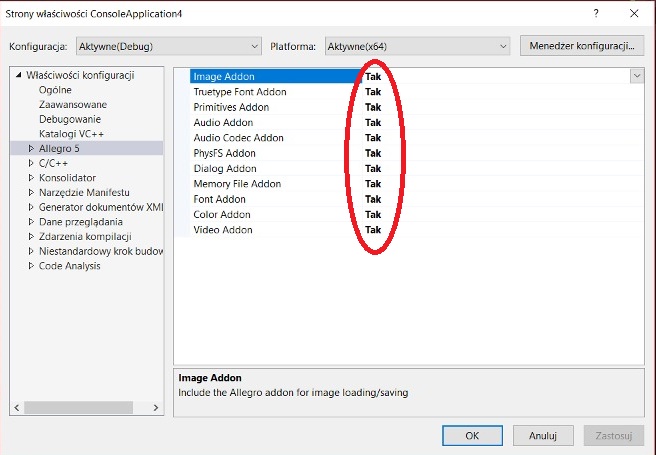 Strony właściwości ConsoleApplication4
Konfiguracja: Aktywne(Debug) Platforma: Aktywne(x64) Menedżer konfiguracji...
Właściwości konfiguracji
Ogólne
Zaawansowane
Debugowanie
Katalogi VC++
Allegro 5
C/C++
Konsolidator
Narzędzie Manifestu
Generator dokumentów XMl
Dane przeglądania
Zdarzenia kompilacji
Niestandardowy krok budow
Code Analysis
Image Addon Tak
Truetype Font Addon Tak
Primitives Addon Tak
Audio Addon Tak
Audio Codec Addon Tak
PhysFS Addon Tak
Dialog Addon Tak
Memory File Addon Tak
Font Addon Tak
Color Addon Tak
Video Addon Tak
Image Addon
Include the Allegro addon for image loading/saving
OK Anuluj Zastosuj